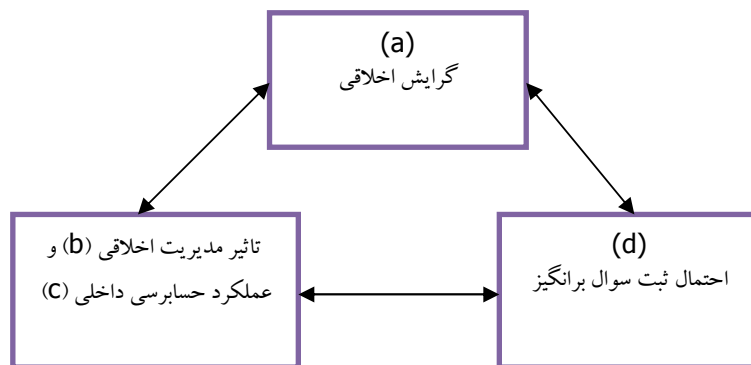 (a)
گرایش اخلاقی
تاثیر مدیریت اخلاقی (b) و
عملکرد حسابرسی داخلی (c)
(d)
احتمال ثبت سوال برانگیز